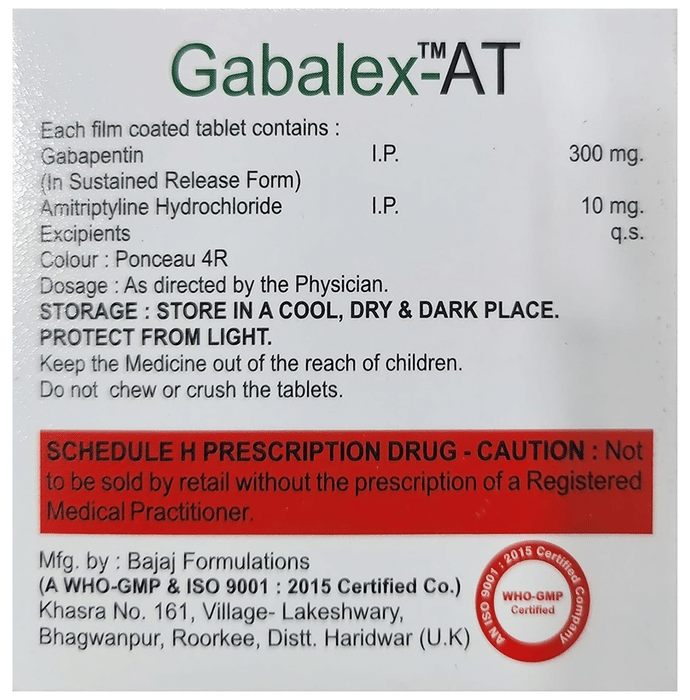 Gabalex-™AT
Each film coated tablet contains :
Gabapentin I.P. 300 mg.
(In Sustained Release Form)
Amitriptyline Hydrochloride I.P. 10 mg.
Excipients q.s.
Colour : Ponceau 4R
Dosage : As directed by the Physician.
STORAGE : STORE IN A COOL, DRY & DARK PLACE.
PROTECT FROM LIGHT.
Keep the Medicine out of the reach of children.
Do not chew or crush the tablets.
SCHEDULE H PRESCRIPTION DRUG - CAUTION : Not
to be sold by retail without the prescription of a Registered
Medical Practitioner.
Mfg. by : Bajaj Formulations
(A WHO-GMP & ISO 9001 : 2015 Certified Co.)
Khasra No. 161, Village- Lakeshwary,
Bhagwanpur, Roorkee, Distt. Haridwar (U.K)
AN ISO 9001 : 2015 Certified Company
WHO-GMP
Certified